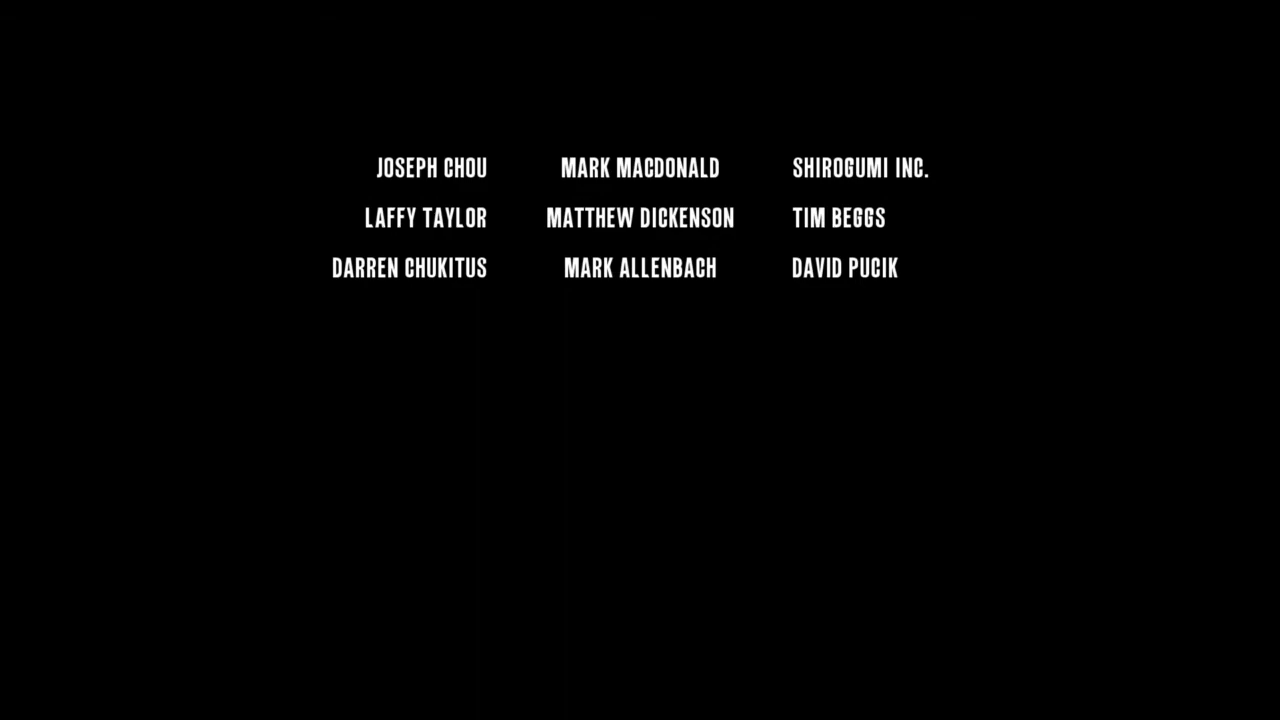 JOSEPH CHOU MARK MACDONALD SHIROGUMI INC.
LAFFY TAYLOR MATTHEW DICKENSON TIM BEGGS
DARREN CHUKITUS MARK ALLENBACH DAVID PUCIK